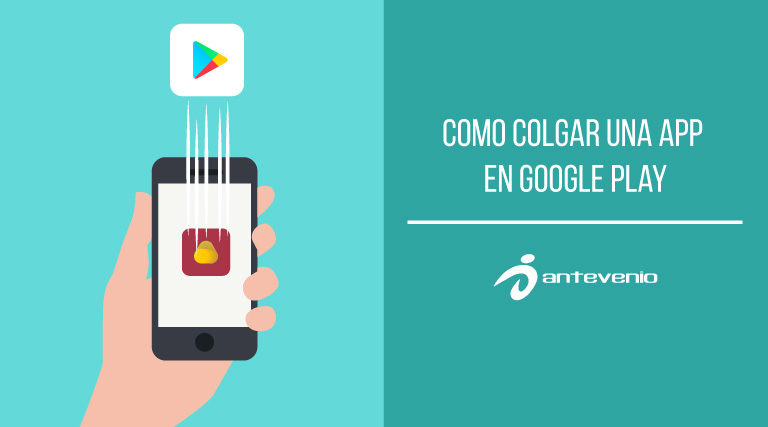 COMO COLGAR UNA APP
EN GOOGLE PLAY
antevenio